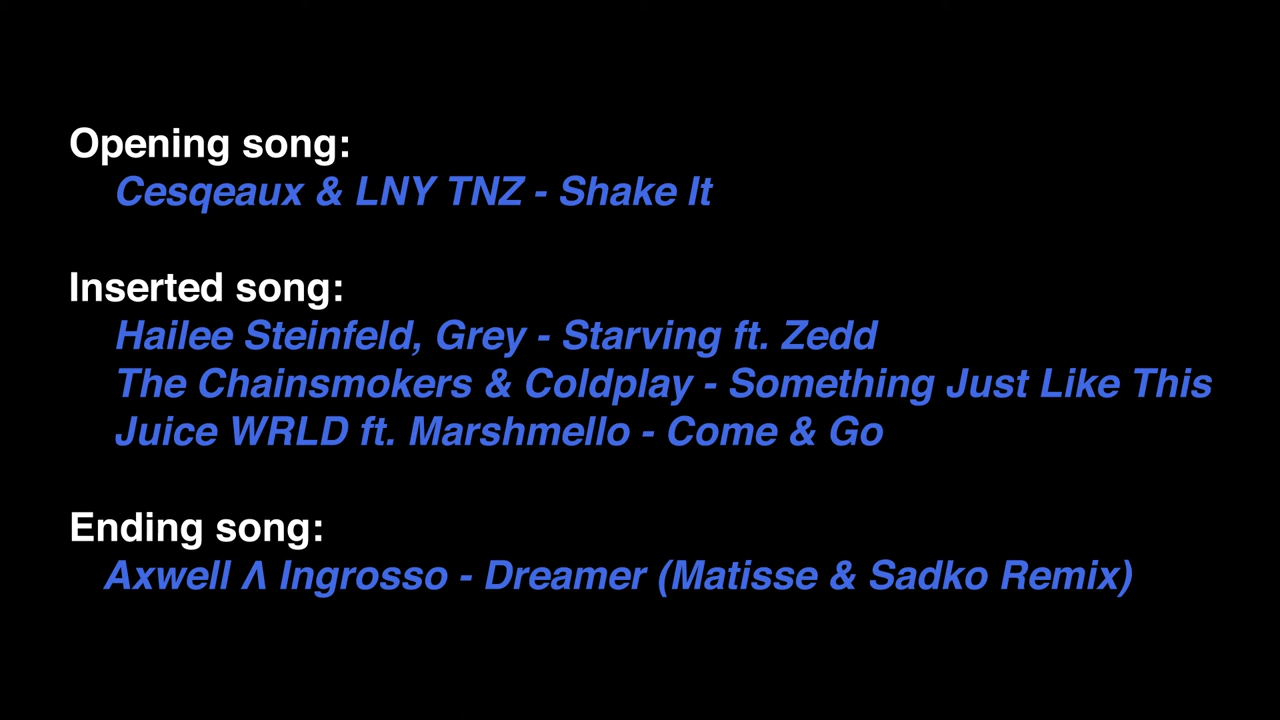 Opening song:
Cesqeaux & LNY TNZ - Shake It
Inserted song:
Hailee Steinfeld, Grey - Starving ft. Zedd
The Chainsmokers & Coldplay - Something Just Like This
Juice WRLD ft. Marshmello - Come & Go
Ending song:
Axwell Λ Ingrosso - Dreamer (Matisse & Sadko Remix)